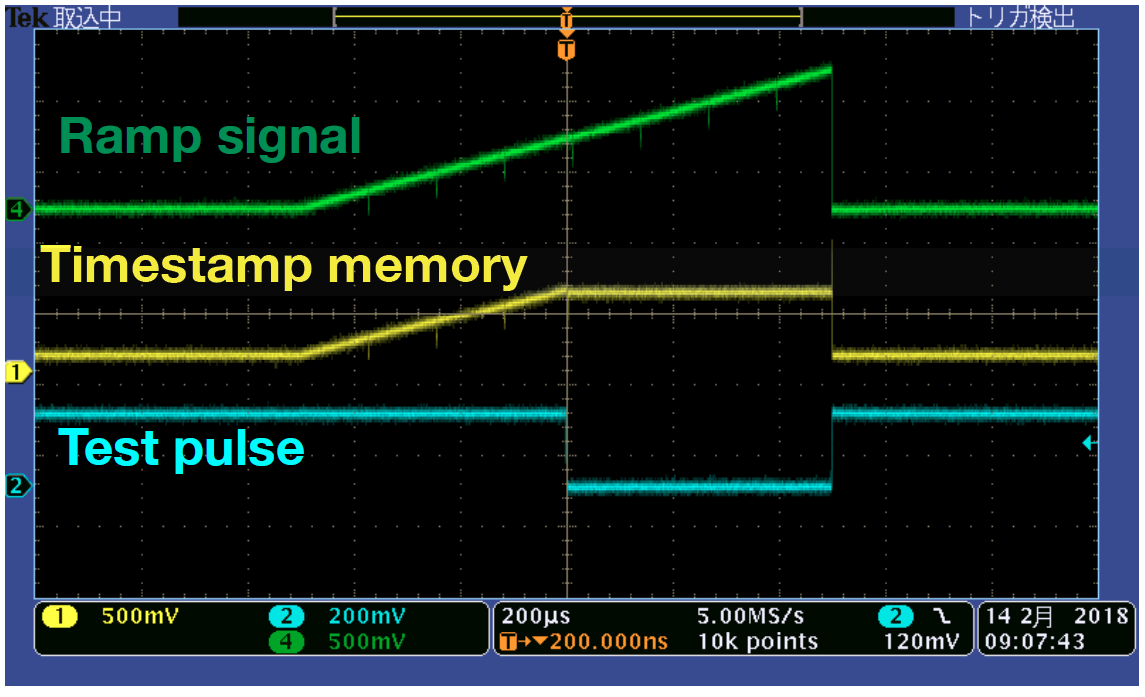 Tek 取込中
T
トリガ検出
T
Ramp signal
4
Timestamp memory
1
Test pulse
2
1 500mV 2 200mV
4 500mV
200µs 5.00MS/s 2
T→▼200.000ns 10k points 120mV
14 2月 2018
09:07:43